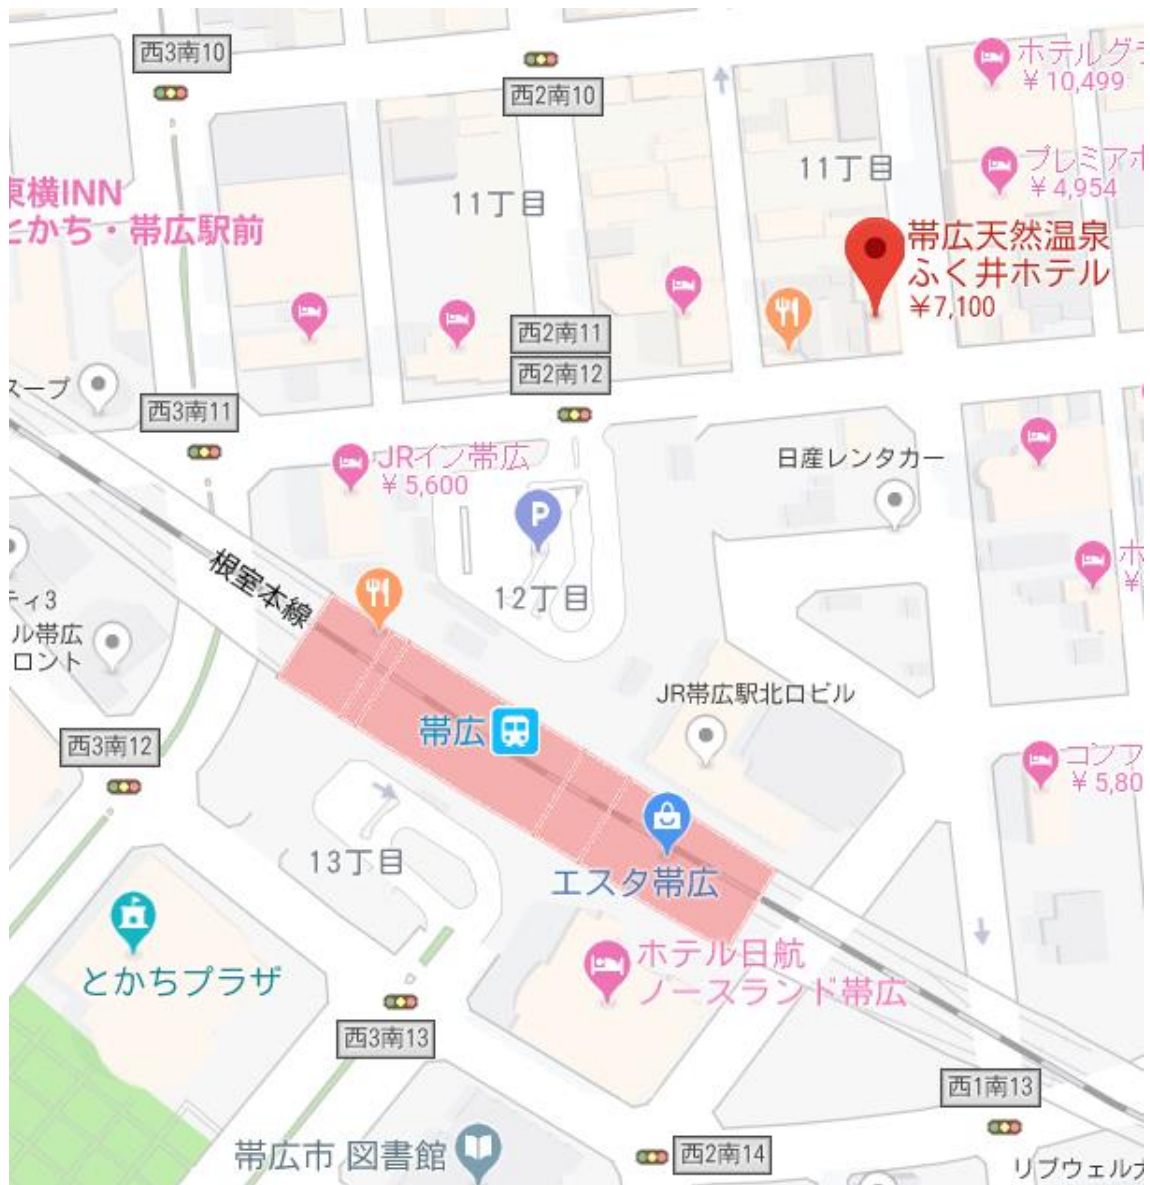 西3南10
西2南10
ホテルグラ
¥ 10,499
プレミアホ
¥ 4,954
11丁目
11丁目
東横INN
とかち・帯広駅前
帯広天然温泉
ふく井ホテル
¥7,100
西2南11
西2南12
スープ
西3南11
JRイン帯広
¥ 5,600
日産レンタカー
P
根室本線
12丁目
ホ
¥
ティ3
ル帯広
ロント
JR帯広駅北口ビル
帯広
西3南12
コンフ
¥ 5,80
13丁目
エスタ帯広
とかちプラザ
ホテル日航
ノースランド帯広
西3南13
西1南13
帯広市 図書館
西2南14
リブウェルナ